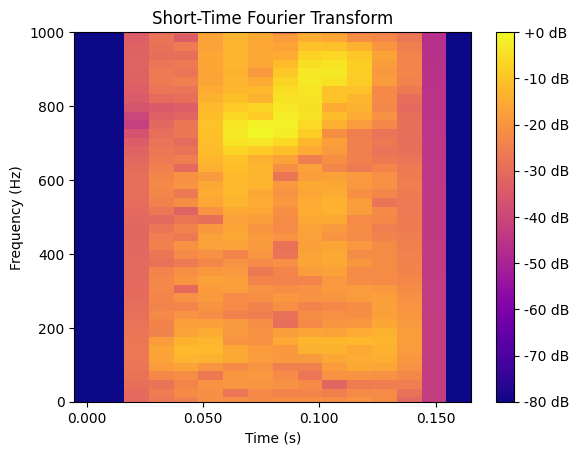 Short-Time Fourier Transform
1000
800
600
400
200
0
Frequency (Hz)
0.000
0.050
0.100
0.150
Time (s)
+0 dB
-10 dB
-20 dB
-30 dB
-40 dB
-50 dB
-60 dB
-70 dB
-80 dB